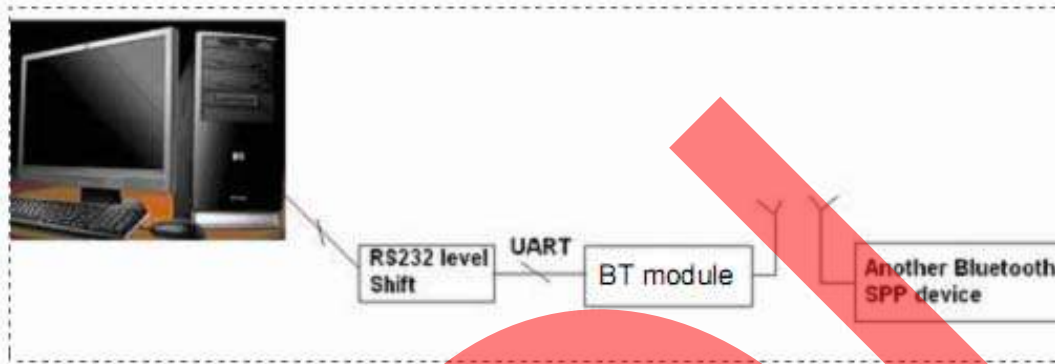 RS232 level
Shift
UART
BT module
Another Bluetooth
SPP device